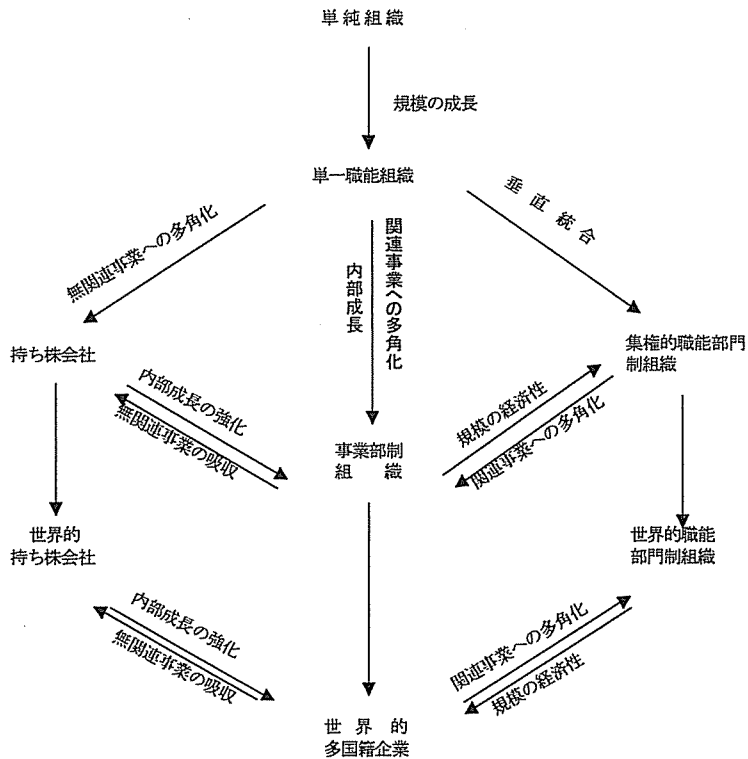 単純組織
規模の成長
単一職能組織
無関連事業への多角化
関連事業への多角化
内部成長
垂直統合
持ち株会社
集権的職能部門
制組織
内部成長の強化
無関連事業の吸収
規模の経済性
関連事業への多角化
事業部制
組織
世界的
持ち株会社
世界的職能
部門制組織
内部成長の強化
無関連事業の吸収
関連事業への多角化
規模の経済性
世界的
多国籍企業